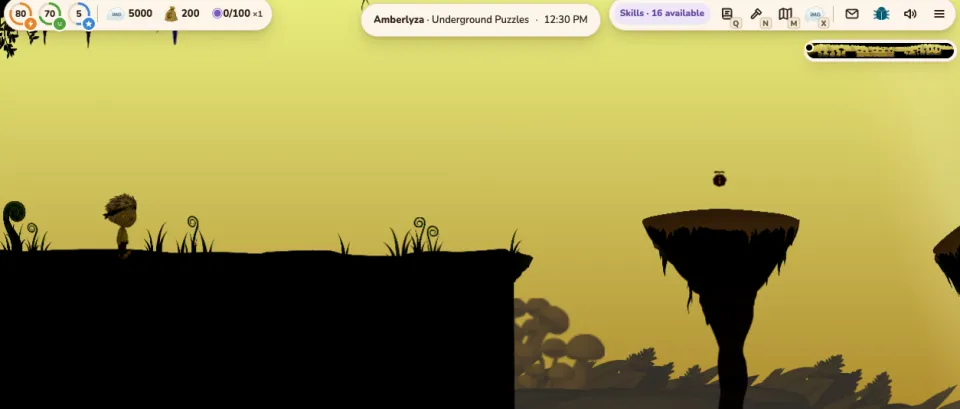 80
70
5
5000
200
0/100 ×1
Amberlyza · Underground Puzzles · 12:30 PM
Skills · 16 available
Q
N
M
X